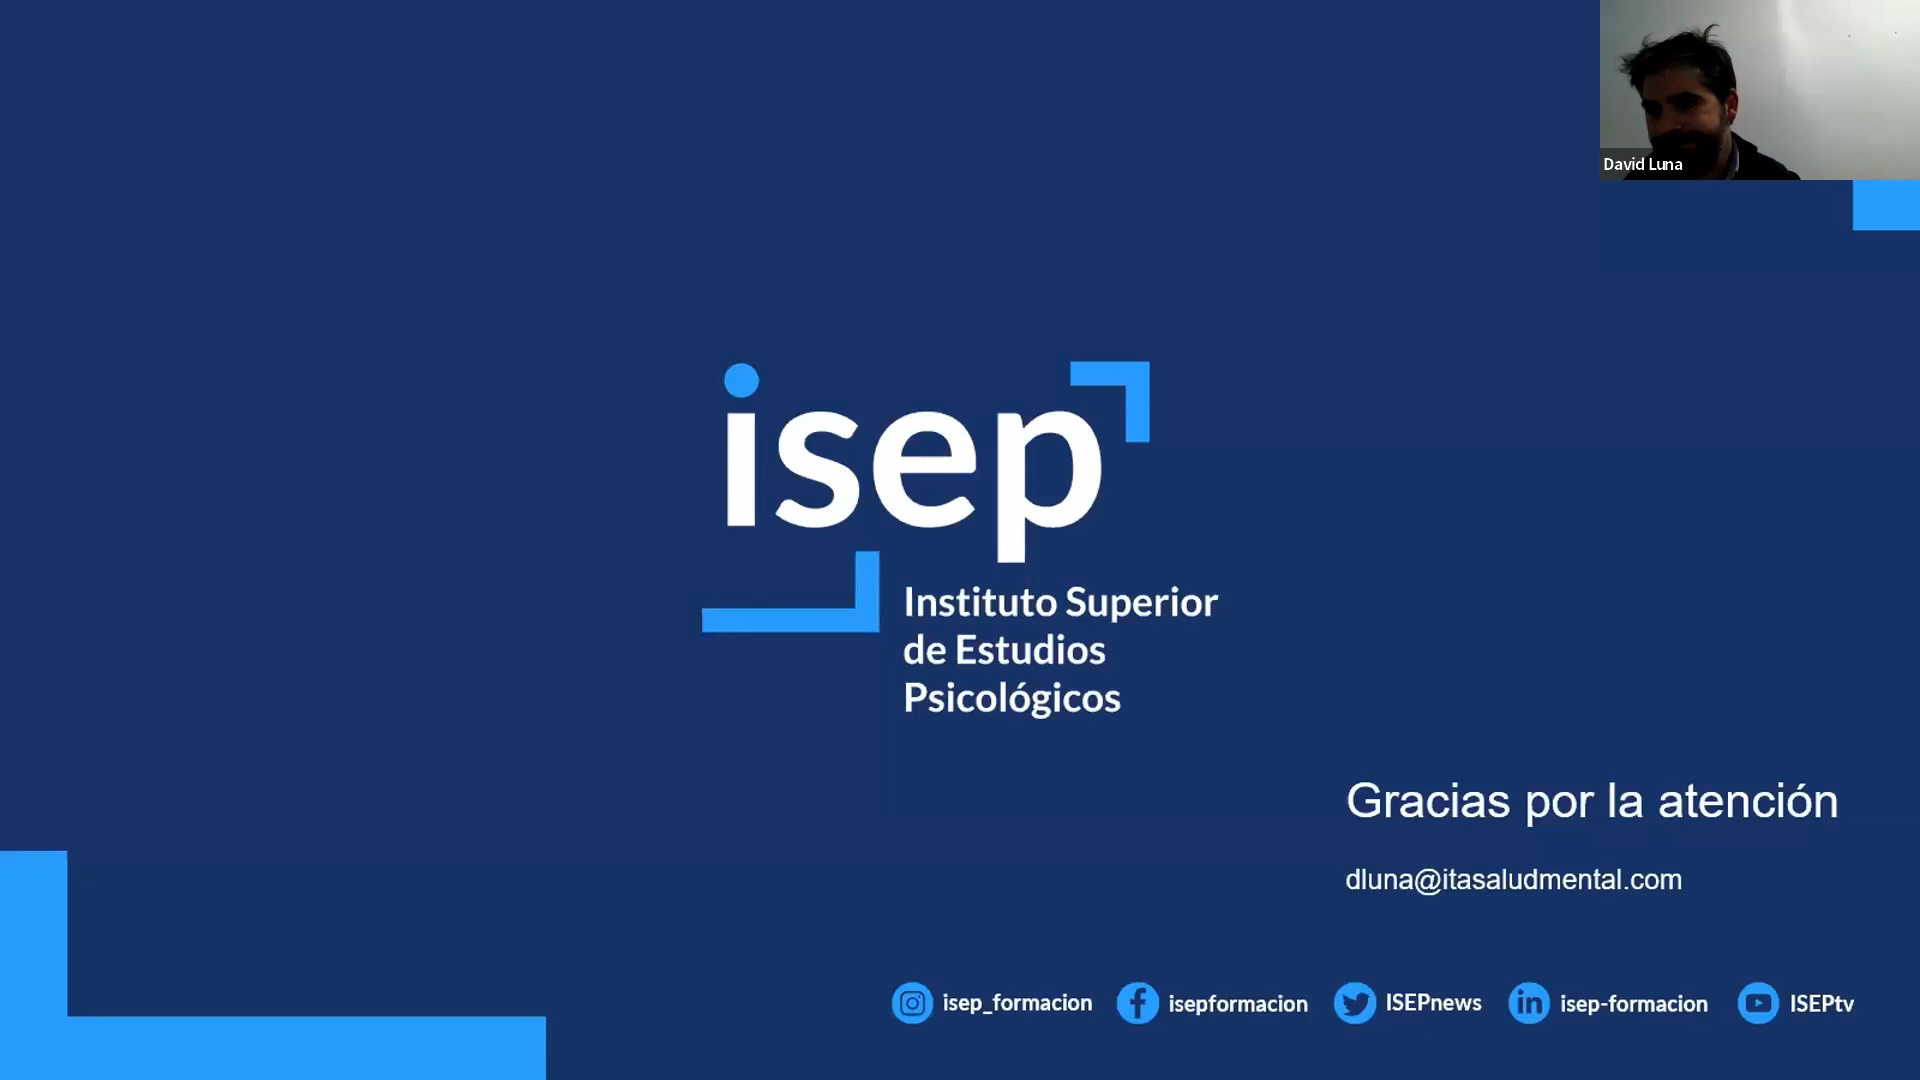 David Luna
isep
Instituto Superior
de Estudios
Psicológicos
Gracias por la atención
dluna@itasaludmental.com
isep_formacion isepformacion ISEPnews isep-formacion ISEPtv